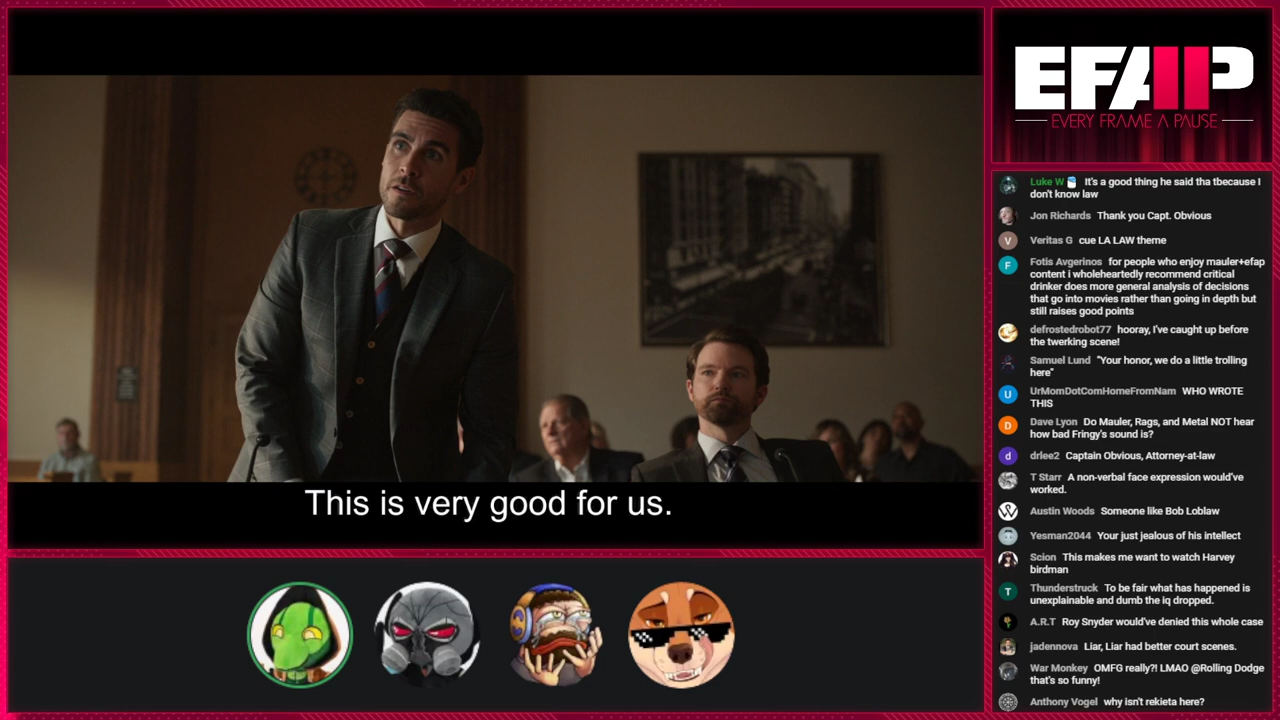 This is very good for us.
EFAP
EVERY FRAME A PAUSE
Luke W It's a good thing he said tha tbecause I
don't know law
Jon Richards Thank you Capt. Obvious
V
Veritas G cue LA LAW theme
F
Fotis Avgerinos for people who enjoy mauler+efap
content i wholeheartedly recommend critical
drinker does more general analysis of decisions
that go into movies rather than going in depth but
still raises good points
defrostedrobot77 hooray, I've caught up before
the twerking scene!
Samuel Lund "Your honor, we do a little trolling
here"
U
UrMomDotComHomeFromNam WHO WROTE
THIS
D
Dave Lyon Do Mauler, Rags, and Metal NOT hear
how bad Fringy's sound is?
d
drlee2 Captain Obvious, Attorney-at-law
T Starr A non-verbal face expression would've
worked.
Austin Woods Someone like Bob Loblaw
Yesman2044 Your just jealous of his intellect
Scion This makes me want to watch Harvey
birdman
T
Thunderstruck To be fair what has happened is
unexplainable and dumb the iq dropped.
A.R.T Roy Snyder would've denied this whole case
jadennova Liar, Liar had better court scenes.
War Monkey OMFG really?! LMAO @Rolling Dodge
that's so funny!
Anthony Vogel why isn't rekieta here?